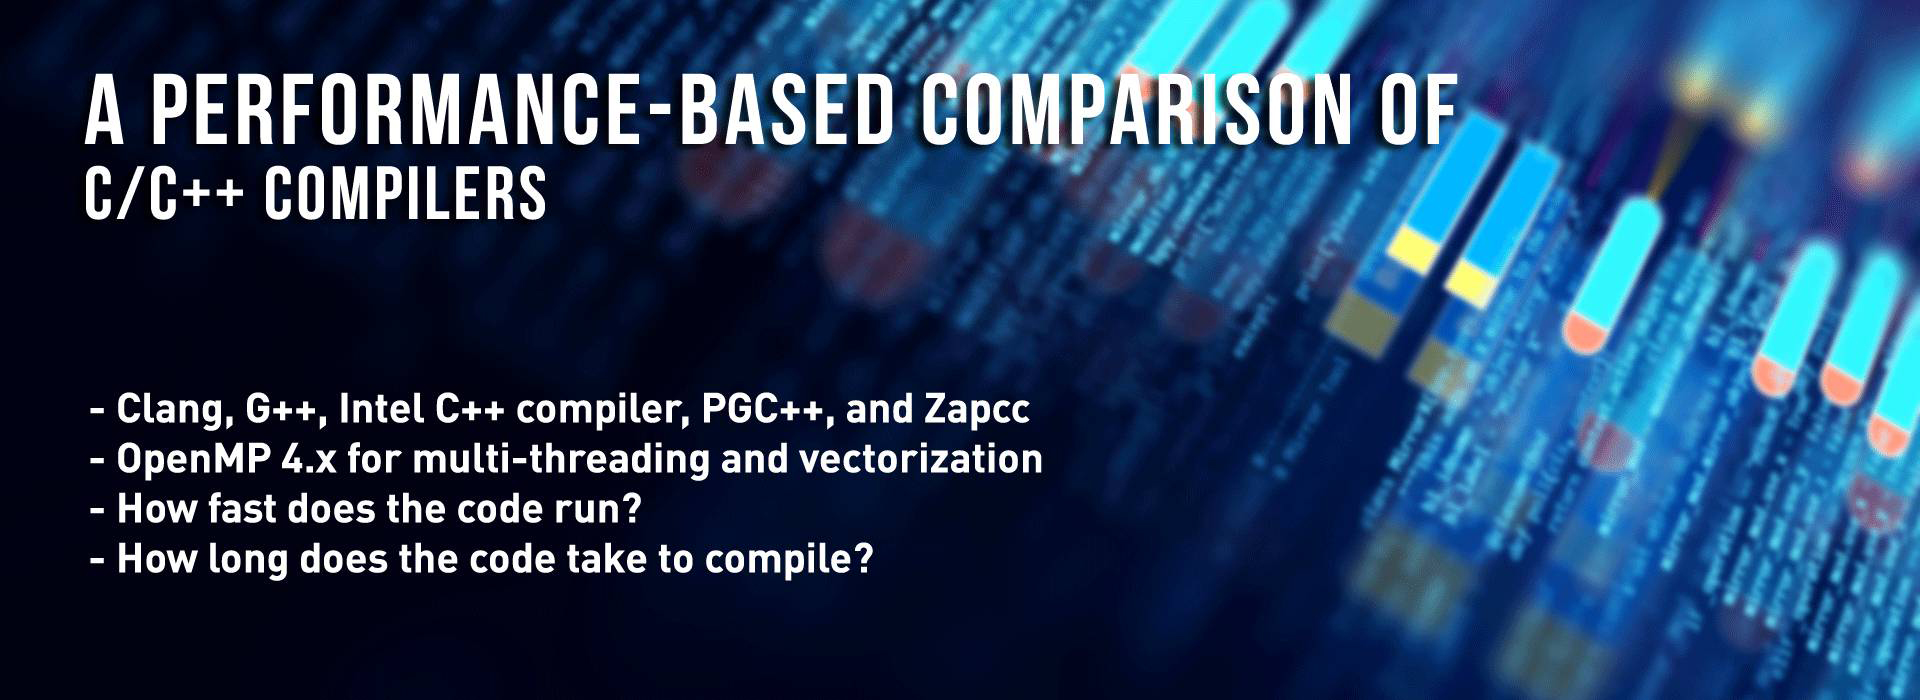 A PERFORMANCE-BASED COMPARISON OF
C/C++ COMPILERS
- Clang, G++, Intel C++ compiler, PGC++, and Zapcc
- OpenMP 4.x for multi-threading and vectorization
- How fast does the code run?
- How long does the code take to compile?